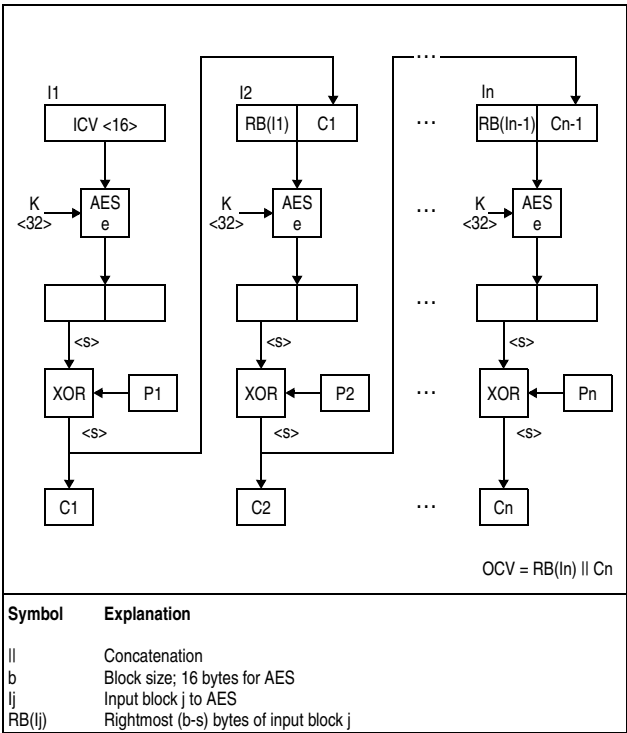 ...
I1 I2 In
ICV <16> RB(I1) C1 ... RB(In-1) Cn-1
K <32> AES e K <32> AES e ... K <32> AES e
...
<s> <s> <s>
XOR P1 XOR P2 ... XOR Pn
<s> <s> <s>
C1 C2 ... Cn
OCV = RB(In) || Cn
Symbol Explanation
|| Concatenation
b Block size; 16 bytes for AES
Ij Input block j to AES
RB(Ij) Rightmost (b-s) bytes of input block j